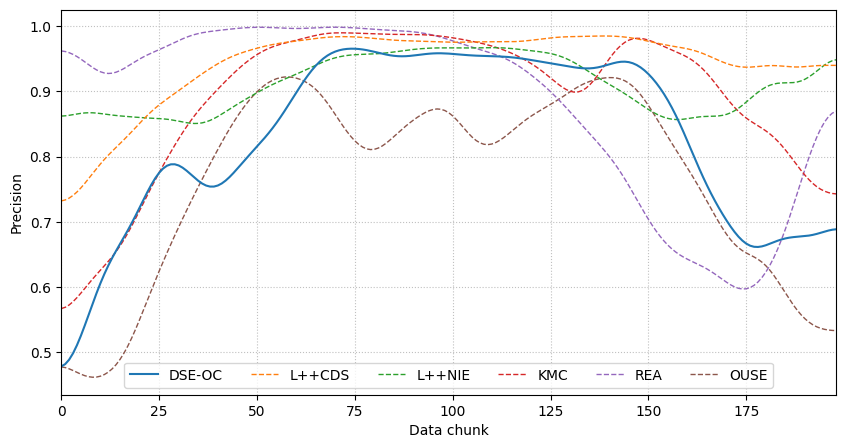 1.0
0.9
0.8
0.7
0.6
0.5
Precision
DSE-OC L++CDS L++NIE KMC REA OUSE
0 25 50 75 100 125 150 175
Data chunk